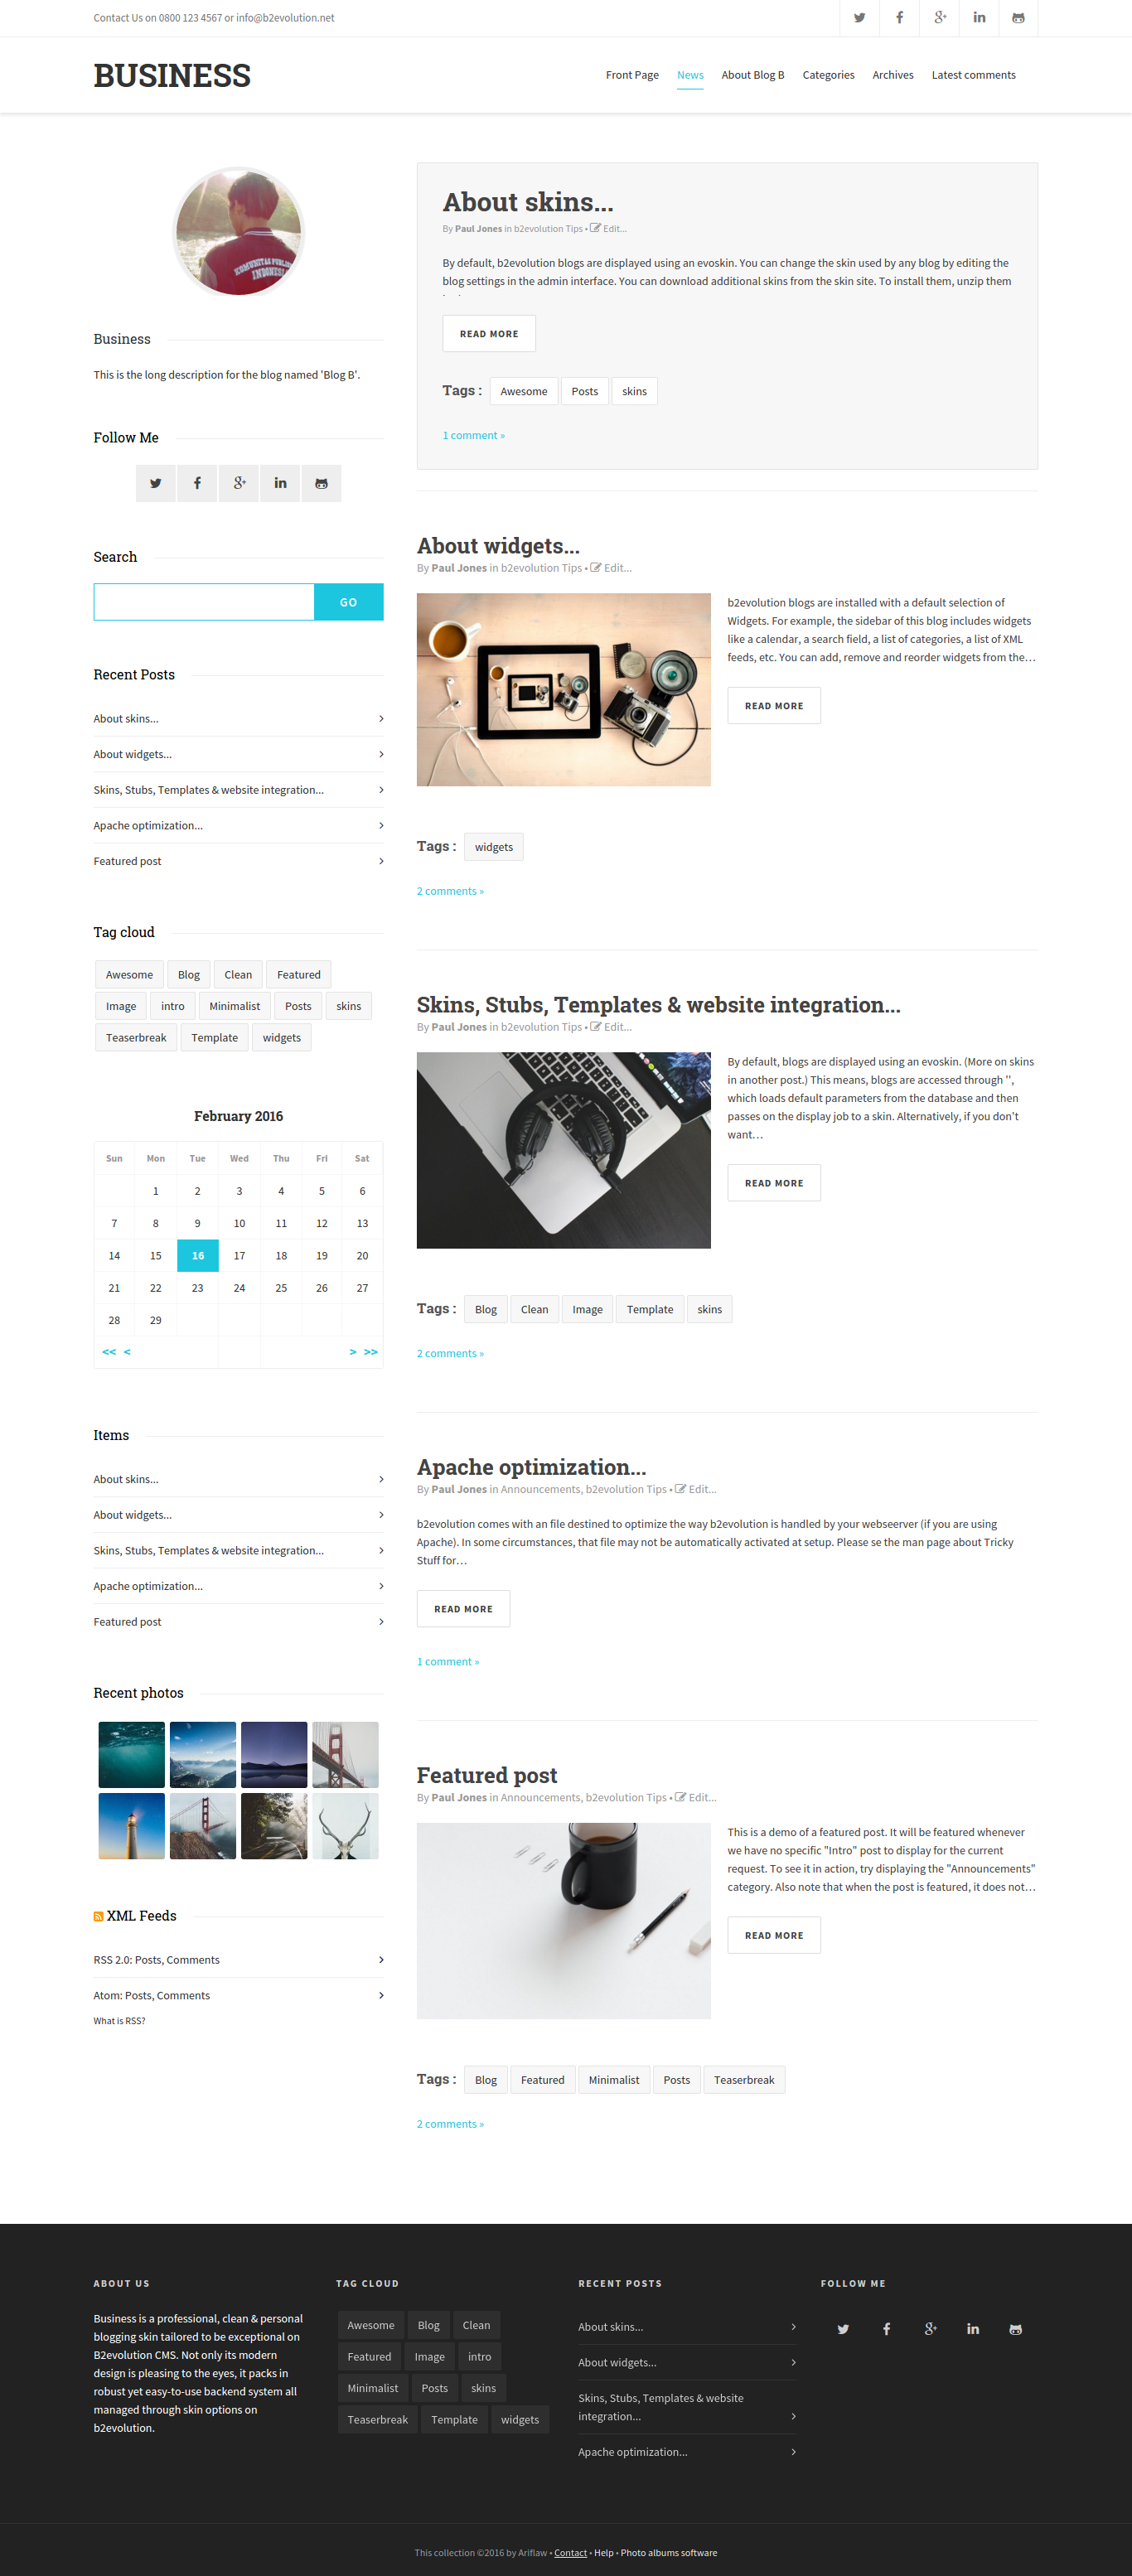 Contact Us on 0800 123 4567 or info@b2evolution.net
BUSINESS
Front Page News About Blog B Categories Archives Latest comments
KOMUNITAS PUBLIC
INDONESIA
Business
This is the long description for the blog named 'Blog B'.
Follow Me
Search
GO
Recent Posts
About skins...
About widgets...
Skins, Stubs, Templates & website integration...
Apache optimization...
Featured post
Tag cloud
Awesome Blog Clean Featured
Image intro Minimalist Posts skins
Teaserbreak Template widgets
February 2016
Sun Mon Tue Wed Thu Fri Sat
1 2 3 4 5 6
7 8 9 10 11 12 13
14 15 16 17 18 19 20
21 22 23 24 25 26 27
28 29
<< < > >>
Items
About skins...
About widgets...
Skins, Stubs, Templates & website integration...
Apache optimization...
Featured post
Recent photos
XML Feeds
RSS 2.0: Posts, Comments
Atom: Posts, Comments
What is RSS?
About skins...
By Paul Jones in b2evolution Tips • Edit...
By default, b2evolution blogs are displayed using an evoskin. You can change the skin used by any blog by editing the
blog settings in the admin interface. You can download additional skins from the skin site. To install them, unzip them
READ MORE
Tags : Awesome Posts skins
1 comment »
About widgets...
By Paul Jones in b2evolution Tips • Edit...
b2evolution blogs are installed with a default selection of
Widgets. For example, the sidebar of this blog includes widgets
like a calendar, a search field, a list of categories, a list of XML
feeds, etc. You can add, remove and reorder widgets from the…
READ MORE
Tags : widgets
2 comments »
Skins, Stubs, Templates & website integration...
By Paul Jones in b2evolution Tips • Edit...
By default, blogs are displayed using an evoskin. (More on skins
in another post.) This means, blogs are accessed through '',
which loads default parameters from the database and then
passes on the display job to a skin. Alternatively, if you don't
want…
READ MORE
Tags : Blog Clean Image Template skins
2 comments »
Apache optimization...
By Paul Jones in Announcements, b2evolution Tips • Edit...
b2evolution comes with an file destined to optimize the way b2evolution is handled by your webseerver (if you are using
Apache). In some circumstances, that file may not be automatically activated at setup. Please se the man page about Tricky
Stuff for…
READ MORE
1 comment »
Featured post
By Paul Jones in Announcements, b2evolution Tips • Edit...
This is a demo of a featured post. It will be featured whenever
we have no specific "Intro" post to display for the current
request. To see it in action, try displaying the "Announcements"
category. Also note that when the post is featured, it does not…
READ MORE
Tags : Blog Featured Minimalist Posts Teaserbreak
2 comments »
ABOUT US
Business is a professional, clean & personal
blogging skin tailored to be exceptional on
B2evolution CMS. Not only its modern
design is pleasing to the eyes, it packs in
robust yet easy-to-use backend system all
managed through skin options on
b2evolution.
TAG CLOUD
Awesome Blog Clean
Featured Image intro
Minimalist Posts skins
Teaserbreak Template widgets
RECENT POSTS
About skins...
About widgets...
Skins, Stubs, Templates & website
integration...
Apache optimization...
FOLLOW ME
This collection ©2016 by Ariflaw • Contact • Help • Photo albums software